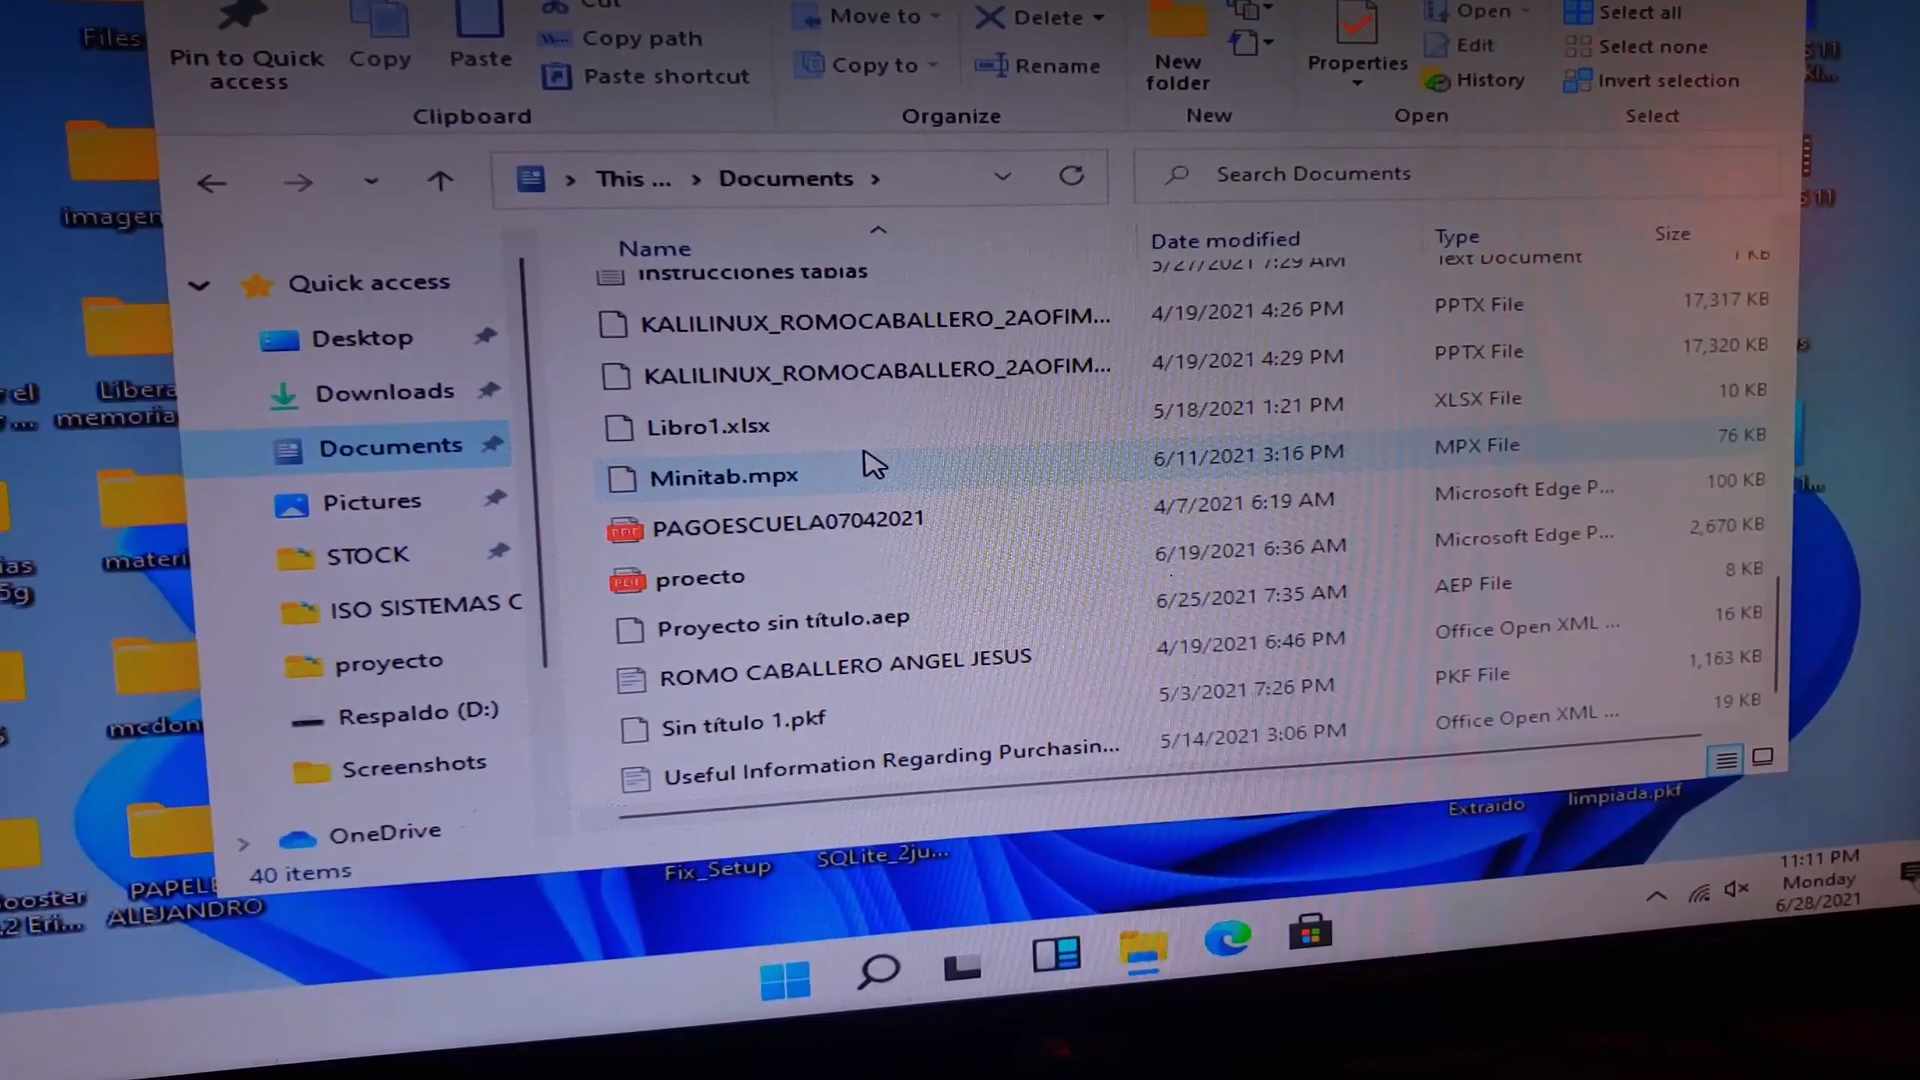 Files
Pin to Quick access
Copy
Paste
Cut
Copy path
Paste shortcut
Clipboard
Move to
Copy to
Delete
Rename
Organize
New folder
New
Properties
Open
Edit
History
Open
Select all
Select none
Invert selection
Select
This ... > Documents >
Search Documents
Name
Date modified
Type
Size
Quick access
Desktop
Downloads
Documents
Pictures
STOCK
ISO SISTEMAS C
proyecto
Respaldo (D:)
Screenshots
OneDrive
40 items
Instrucciones tablas 5/27/2021 7:29 AM Text Document 1 KB
KALILINUX_ROMOCABALLERO_2AOFIM... 4/19/2021 4:26 PM PPTX File 17,317 KB
KALILINUX_ROMOCABALLERO_2AOFIM... 4/19/2021 4:29 PM PPTX File 17,320 KB
Libro1.xlsx 5/18/2021 1:21 PM XLSX File 10 KB
Minitab.mpx 6/11/2021 3:16 PM MPX File 76 KB
PAGOESCUELA07042021 4/7/2021 6:19 AM Microsoft Edge P... 100 KB
proecto 6/19/2021 6:36 AM Microsoft Edge P... 2,670 KB
Proyecto sin título.aep 6/25/2021 7:35 AM AEP File 8 KB
ROMO CABALLERO ANGEL JESUS 4/19/2021 6:46 PM Office Open XML ... 16 KB
Sin título 1.pkf 5/3/2021 7:26 PM PKF File 1,163 KB
Useful Information Regarding Purchasin... 5/14/2021 3:06 PM Office Open XML ... 19 KB
imagen
Libera
memoria
materi
mcdon
PAPELE
ALEJANDRO
ooster
2 Eri...
Fix_Setup
SQLite_2ju...
Extraido
limpiada.pkf
11:11 PM
Monday
6/28/2021